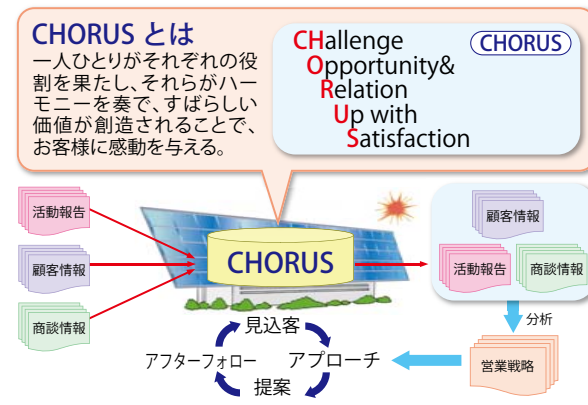 CHORUS とは
一人ひとりがそれぞれの役
割を果たし、それらがハー
モニーを奏で、すばらしい
価値が創造されることで、
お客様に感動を与える。
CHORUS
CHallenge
Opportunity&
Relation
Up with
Satisfaction
活動報告
顧客情報
商談情報
CHORUS
顧客情報
活動報告
商談情報
分析
営業戦略
見込客
アプローチ
提案
アフターフォロー